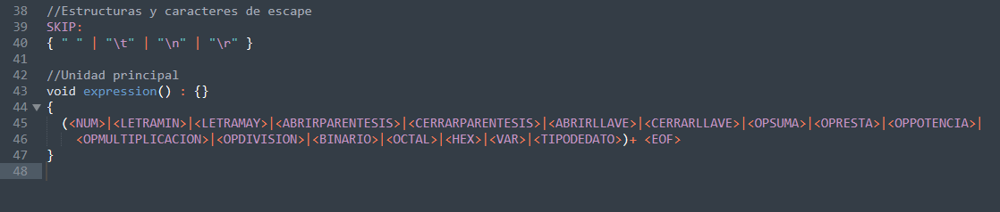 38 //Estructuras y caracteres de escape
39 SKIP:
40 { " " | "\t" | "\n" | "\r" }
41
42 //Unidad principal
43 void expression() : {}
44 {
45 (<NUM>|<LETRAMIN>|<LETRAMAY>|<ABRIRPARENTESIS>|<CERRARPARENTESIS>|<ABRIRLLAVE>|<CERRARLLAVE>|<OPSUMA>|<OPRESTA>|<OPPOTENCIA>|
46 <OPMULTIPLICACION>|<OPDIVISION>|<BINARIO>|<OCTAL>|<HEX>|<VAR>|<TIPODEDATO>)+ <EOF>
47 }
48